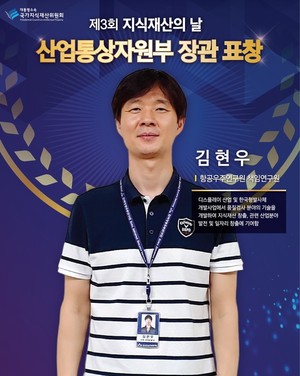 대통령소속
국가지식재산위원회
제3회 지식재산의 날
산업통상자원부 장관 표창
김현우
항공우주연구원 책임연구원
디스플레이 산업 및 한국형발사체
개발사업에서 품질검사 분야의 기술을
개발하여 지식재산 창출, 관련 산업분야
발전 및 일자리 창출에 기여함